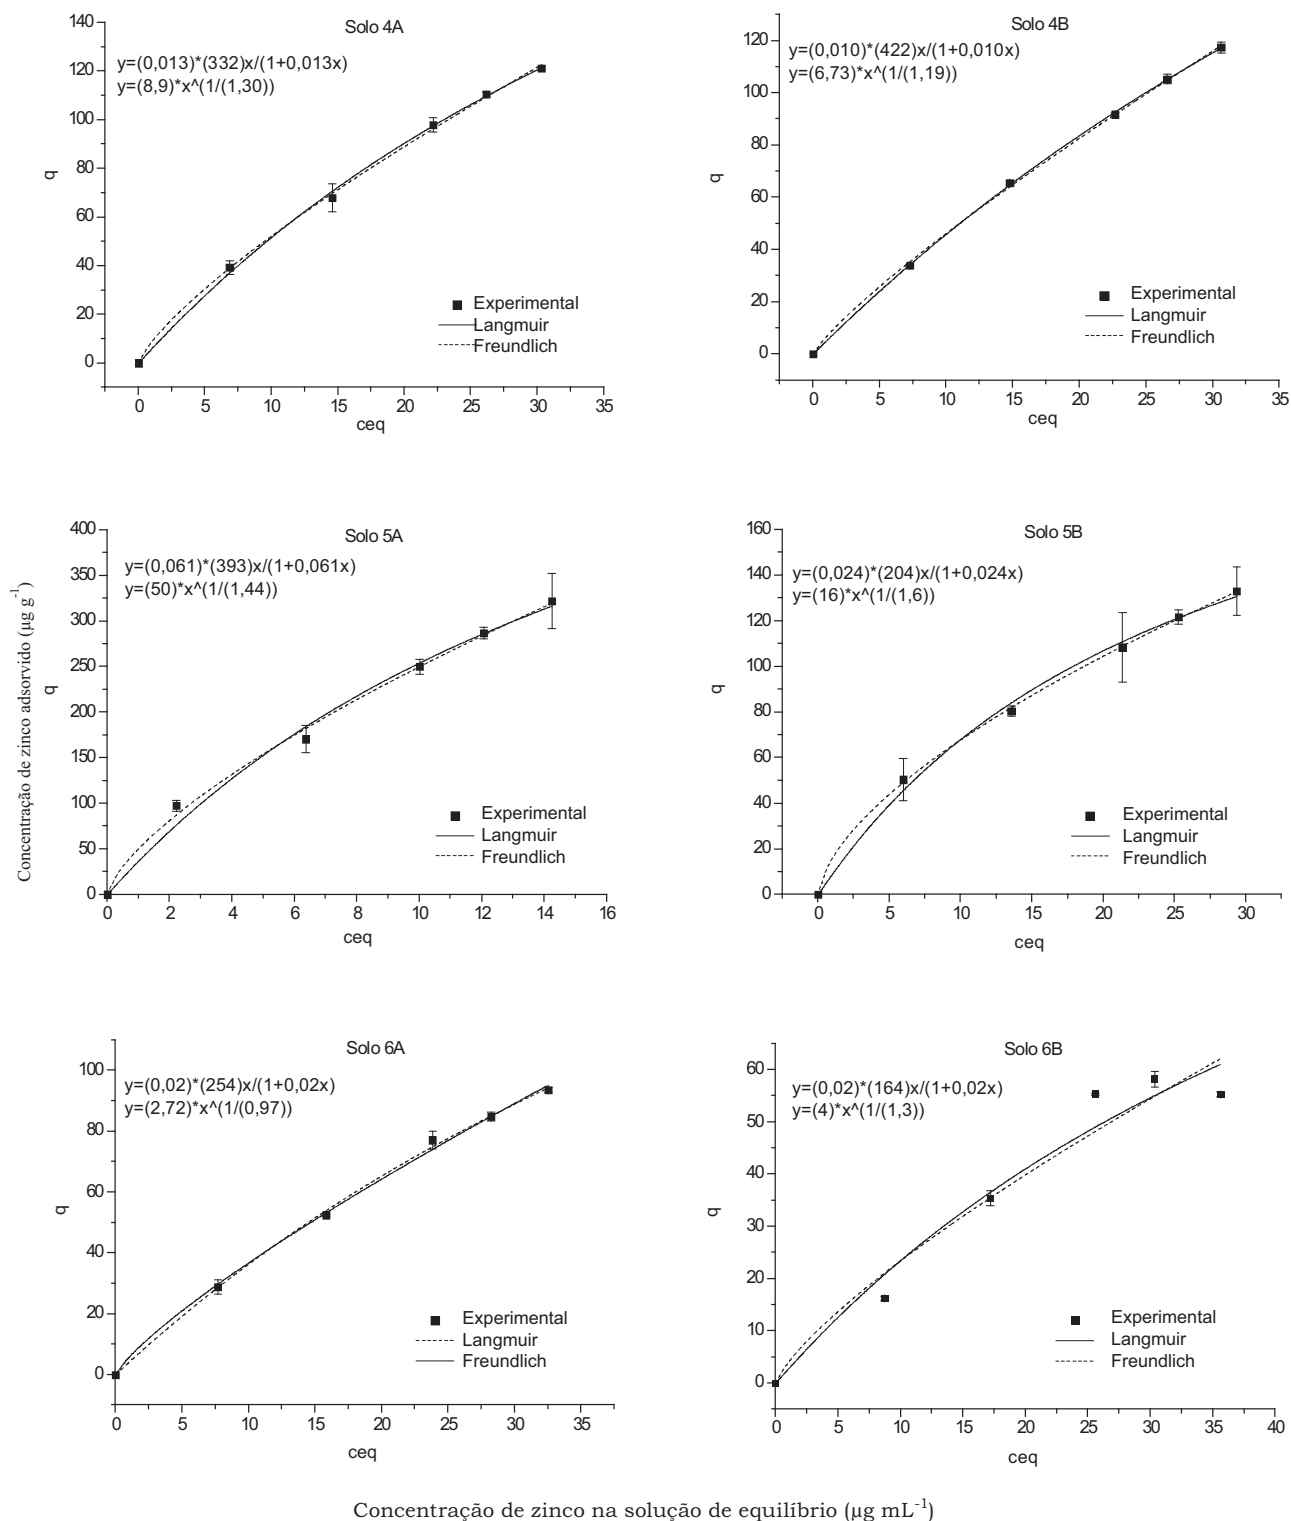 Solo 4A
y=(0,013)*(332)x/(1+0,013x)
y=(8,9)*x^(1/(1,30))
140
120
100
80
60
40
20
0
q
Experimental
Langmuir
Freundlich
0 5 10 15 20 25 30 35
ceq
Solo 4B
y=(0,010)*(422)x/(1+0,010x)
y=(6,73)*x^(1/(1,19))
120
100
80
60
40
20
0
q
Experimental
Langmuir
Freundlich
0 5 10 15 20 25 30 35
ceq
Concentração de zinco adsorvido (µg g⁻¹)
Solo 5A
y=(0,061)*(393)x/(1+0,061x)
y=(50)*x^(1/(1,44))
400
350
300
250
200
150
100
50
0
q
Experimental
Langmuir
Freundlich
0 2 4 6 8 10 12 14 16
ceq
Solo 5B
y=(0,024)*(204)x/(1+0,024x)
y=(16)*x^(1/(1,6))
160
140
120
100
80
60
40
20
0
q
Experimental
Langmuir
Freundlich
0 5 10 15 20 25 30
ceq
Solo 6A
y=(0,02)*(254)x/(1+0,02x)
y=(2,72)*x^(1/(0,97))
100
80
60
40
20
0
q
Experimental
Langmuir
Freundlich
0 5 10 15 20 25 30 35
ceq
Solo 6B
y=(0,02)*(164)x/(1+0,02x)
y=(4)*x^(1/(1,3))
60
50
40
30
20
10
0
q
Experimental
Langmuir
Freundlich
0 5 10 15 20 25 30 35 40
ceq
Concentração de zinco na solução de equilíbrio (µg mL⁻¹)